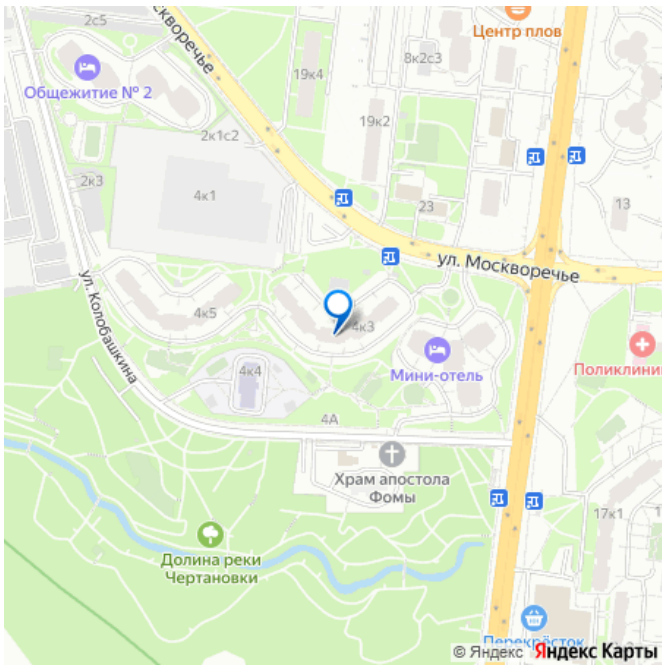 2с5
Москворечье
Центр плов
8к2с3
Общежитие № 2
19к4
19к2
2к1с2
2к3
4к1
23
13
ул. Москворечье
ул. Колобашкина
4к5
4к3
Мини-отель
Поликлини
4к4
4А
Храм апостола
Фомы
17к1
Долина реки
Чертановки
Перекрёсток
© Яндекс Яндекс Карты